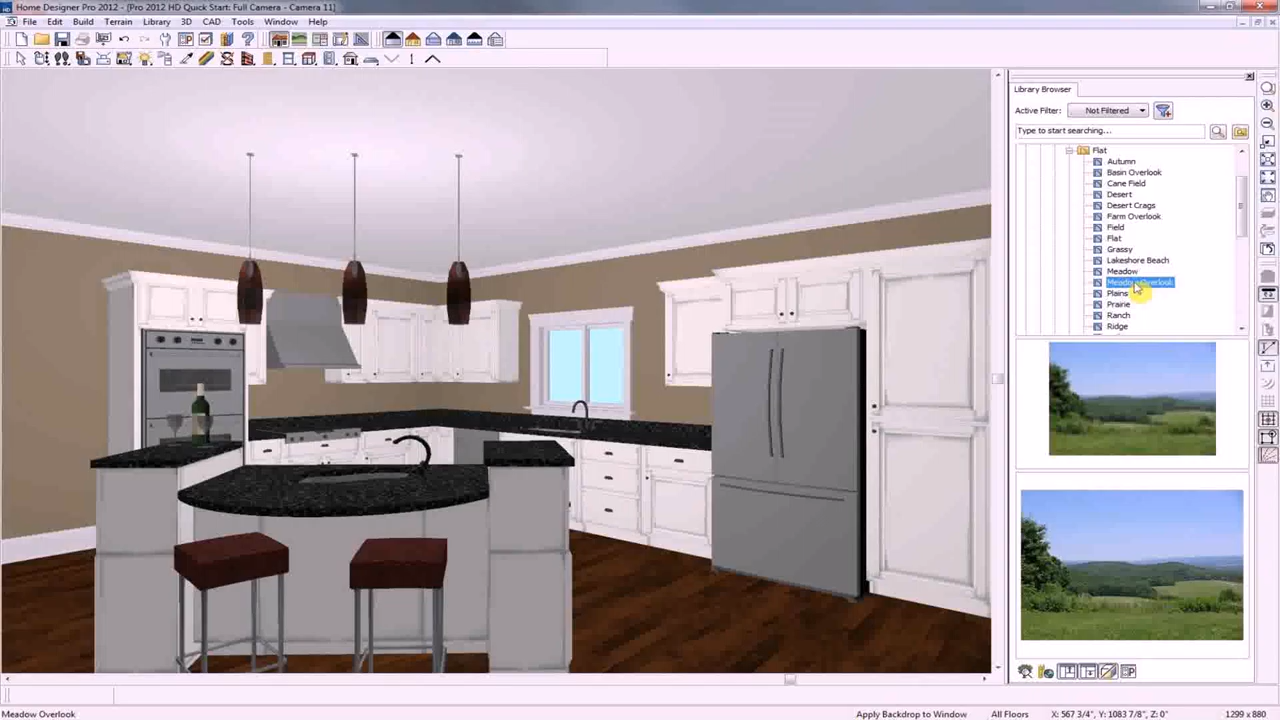 Home Designer Pro 2012 - [Pro 2012 HD Quick Start: Full Camera - Camera 11]
File Edit Build Terrain Library 3D CAD Tools Window Help
Library Browser
Active Filter: Not Filtered
Type to start searching...
Flat
Autumn
Basin Overlook
Cane Field
Desert
Desert Crags
Farm Overlook
Field
Flat
Grassy
Lakeshore Beach
Meadow
Meadow Overlook
Plains
Prairie
Ranch
Ridge
Meadow Overlook Apply Backdrop to Window All Floors X: 567 3/4", Y: 1083 7/8", Z: 0" 1299 x 880